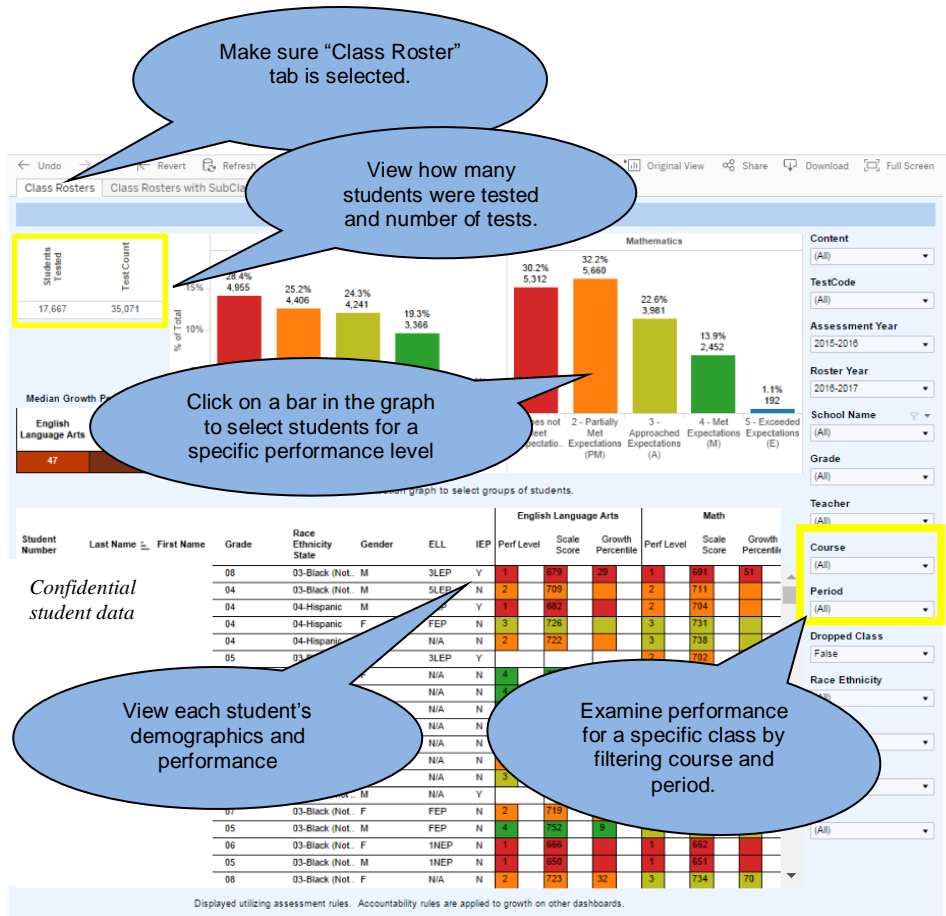 Make sure “Class Roster”
tab is selected.
Undo
Revert
Refresh
Original View
Share
Download
Full Screen
View how many
students were tested
and number of tests.
Class Rosters
Class Rosters with
Students
Tested
Test Count
17,667
35,071
% of Total
15%
10%
28.4%
4,955
25.2%
4,406
24.3%
4,241
19.3%
3,366
Mathematics
30.2%
5,312
32.2%
5,660
22.6%
3,981
13.9%
2,452
1.1%
192
2 - Partially
Met
Expectations
(PM)
3 -
Approached
Expectations
(A)
4 - Met
Expectations
(M)
5 - Exceeded
Expectations
(E)
Content
(All)
TestCode
(All)
Assessment Year
2015-2016
Roster Year
2016-2017
School Name
(All)
Grade
(All)
Teacher
(All)
Course
(All)
Period
(All)
Dropped Class
False
Race Ethnicity
(All)
Median Growth
English
Language Arts
47
Click on a bar in the graph
to select students for a
specific performance level
graph to select groups of students.
English Language Arts Math
Student
Number
Last Name First Name Grade
Race
Ethnicity
State
Gender ELL IEP Perf Level
Scale
Score
Growth
Percentile
Perf Level
Scale
Score
Growth
Percentile
Confidential
student data
08 03-Black (Not.. M 3LEP Y 1 679 29 1 691 51
04 03-Black (Not.. M 5LEP N 2 709 2 711
04 04-Hispanic M Y 1 682 2 704
04 04-Hispanic F FEP N 3 726 3 731
04 04-Hispanic N/A N 2 722 3 738
05 3LEP Y 2 702
N/A N 4
N/A N
N/A N
N/A N
N/A N
N/A N
N/A N 3
M N/A Y
07 03-Black (Not.. F FEP N 2 719
05 03-Black (Not.. M FEP N 4 752 9
06 03-Black (Not.. F 1NEP N 1 666 1 662
05 03-Black (Not.. M 1NEP N 1 650 1 651
08 03-Black (Not.. F N/A N 2 723 32 3 734 70
View each student’s
demographics and
performance
Examine performance
for a specific class by
filtering course and
period.
(All)
Displayed utilizing assessment rules. Accountability rules are applied to growth on other dashboards.